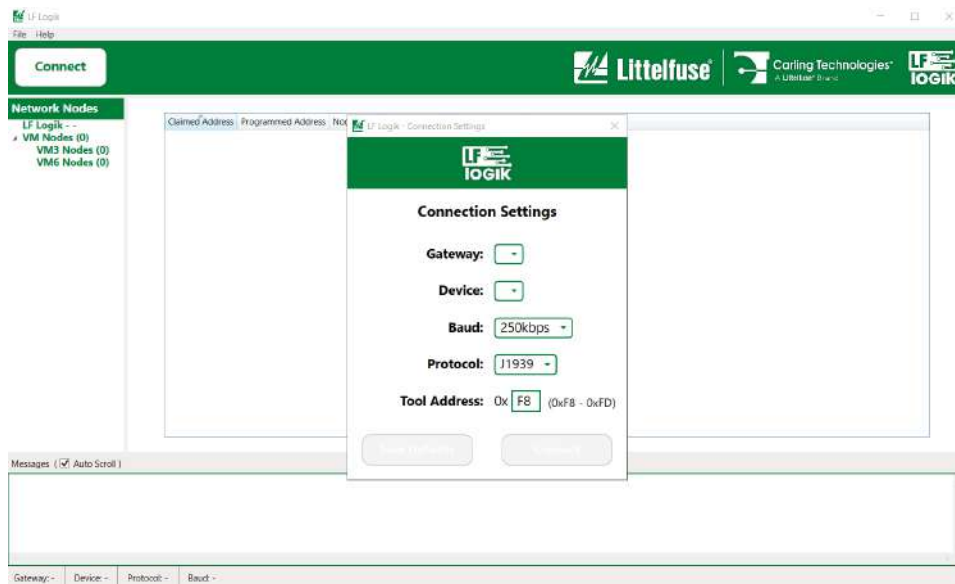 LF Logik
File Help
Connect
Littelfuse®
Carling Technologies®
A Littelfuse Brand
LF
LOGIK
Network Nodes
LF Logik - -
VM Nodes (0)
VM3 Nodes (0)
VM6 Nodes (0)
Claimed Address Programmed Address
LF Logik - Connection Settings
LF
LOGIK
Connection Settings
Gateway:
Device:
Baud: 250kbps
Protocol: J1939
Tool Address: 0x F8 (0xF8 - 0xFD)
Connect
Messages ( Auto Scroll )
Gateway: - Device: - Protocol: - Baud: -